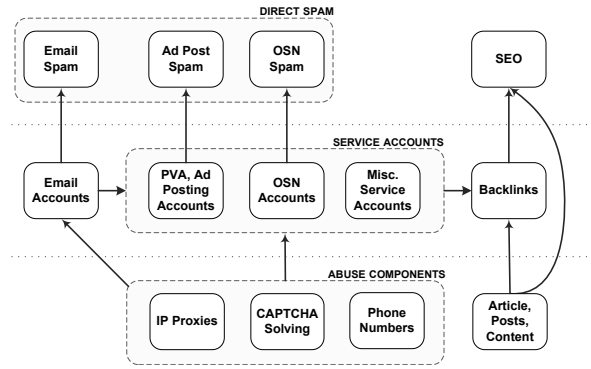 DIRECT SPAM
Email
Spam
Ad Post
Spam
OSN
Spam
SEO
SERVICE ACCOUNTS
Email
Accounts
PVA, Ad
Posting
Accounts
OSN
Accounts
Misc.
Service
Accounts
Backlinks
ABUSE COMPONENTS
IP Proxies
CAPTCHA
Solving
Phone
Numbers
Article,
Posts,
Content